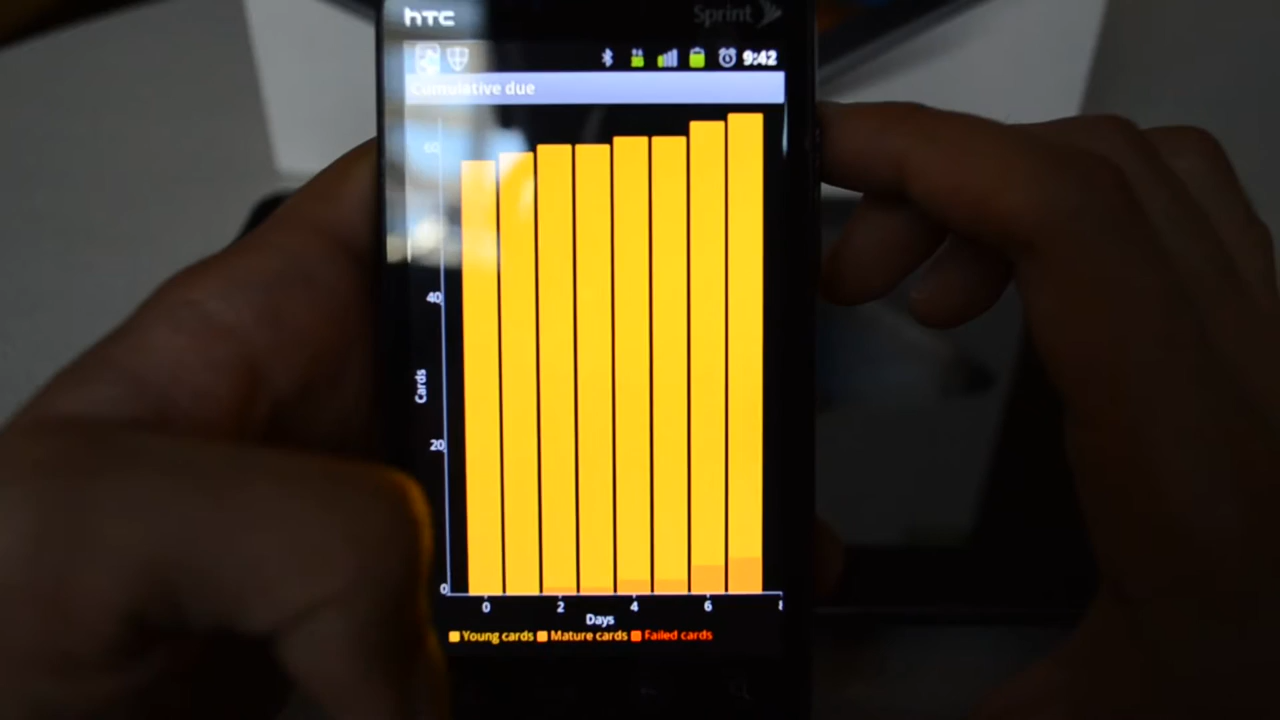 hTC
Sprint
3G
9:42
Cumulative due
60
40
Cards
20
0
0 2 4 6 8
Days
Young cards Mature cards Failed cards